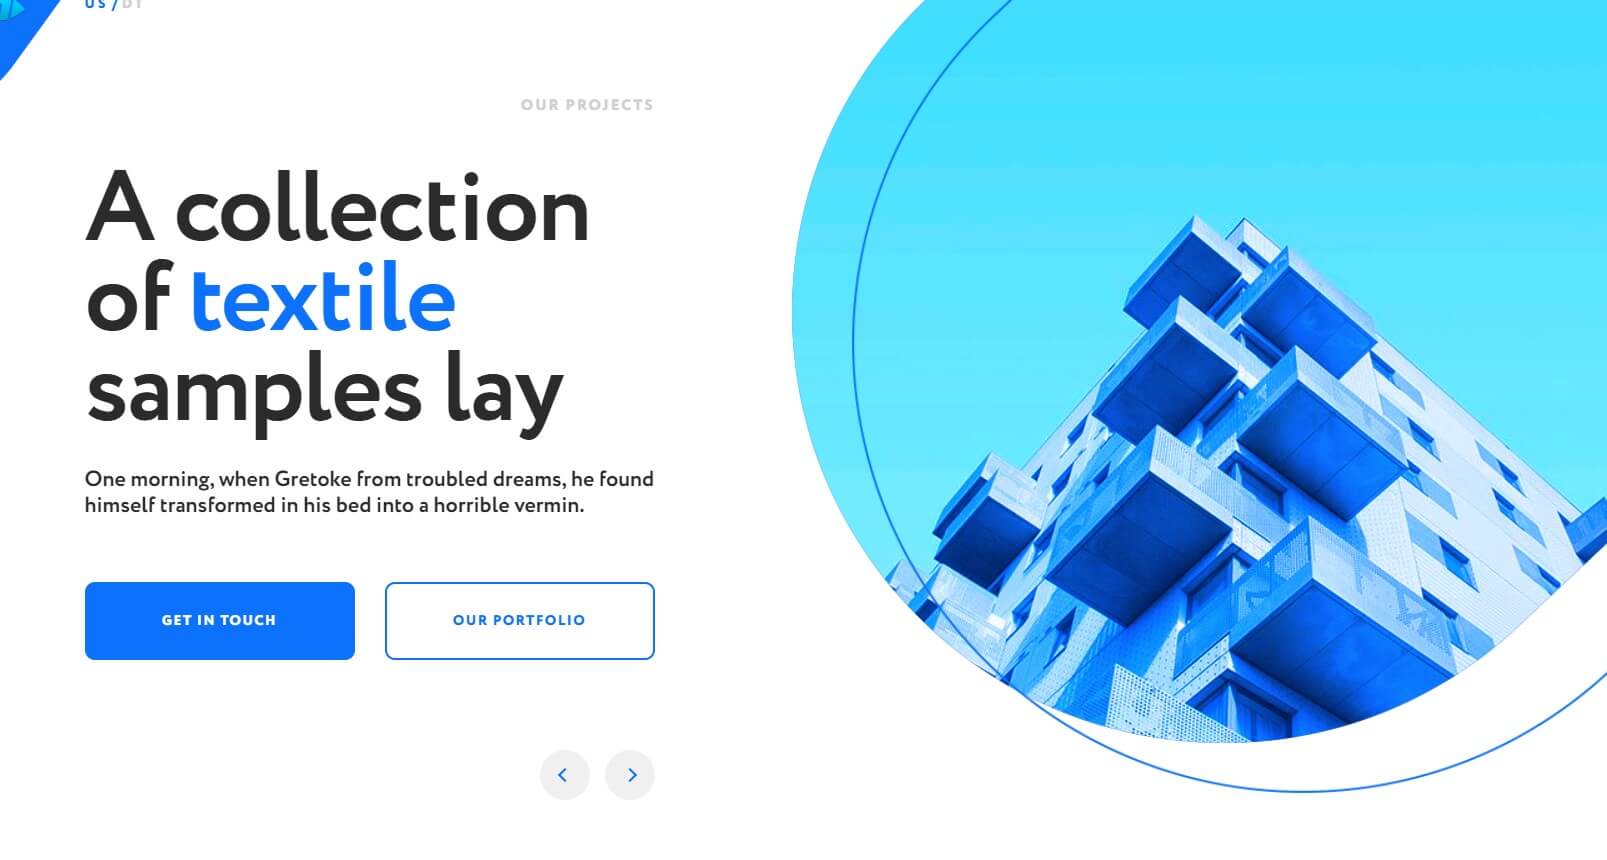 US / DT
OUR PROJECTS
A collection
of textile
samples lay
One morning, when Gretoke from troubled dreams, he found
himself transformed in his bed into a horrible vermin.
GET IN TOUCH
OUR PORTFOLIO